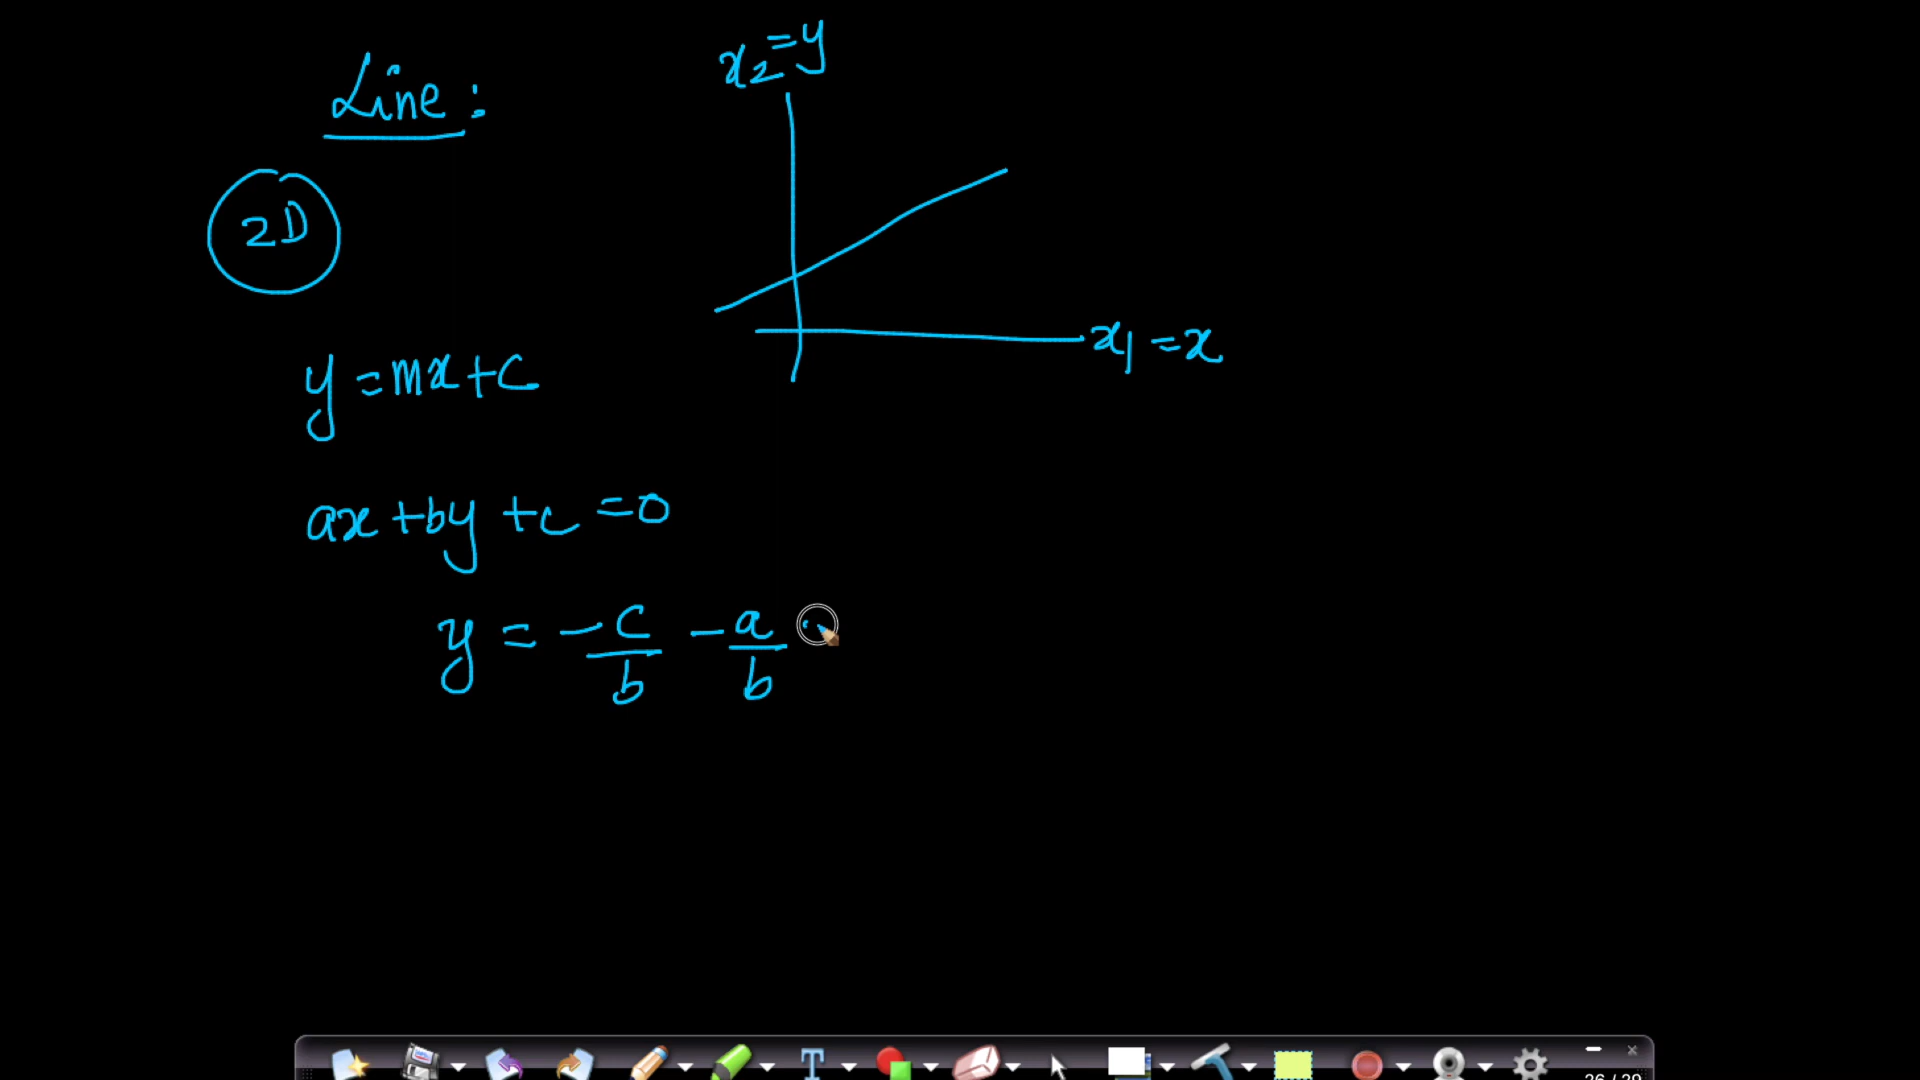 Line :
x₂ = y
2D
x₁ = x
y = mx + c
ax + by + c = 0
y = -c/b - a/b